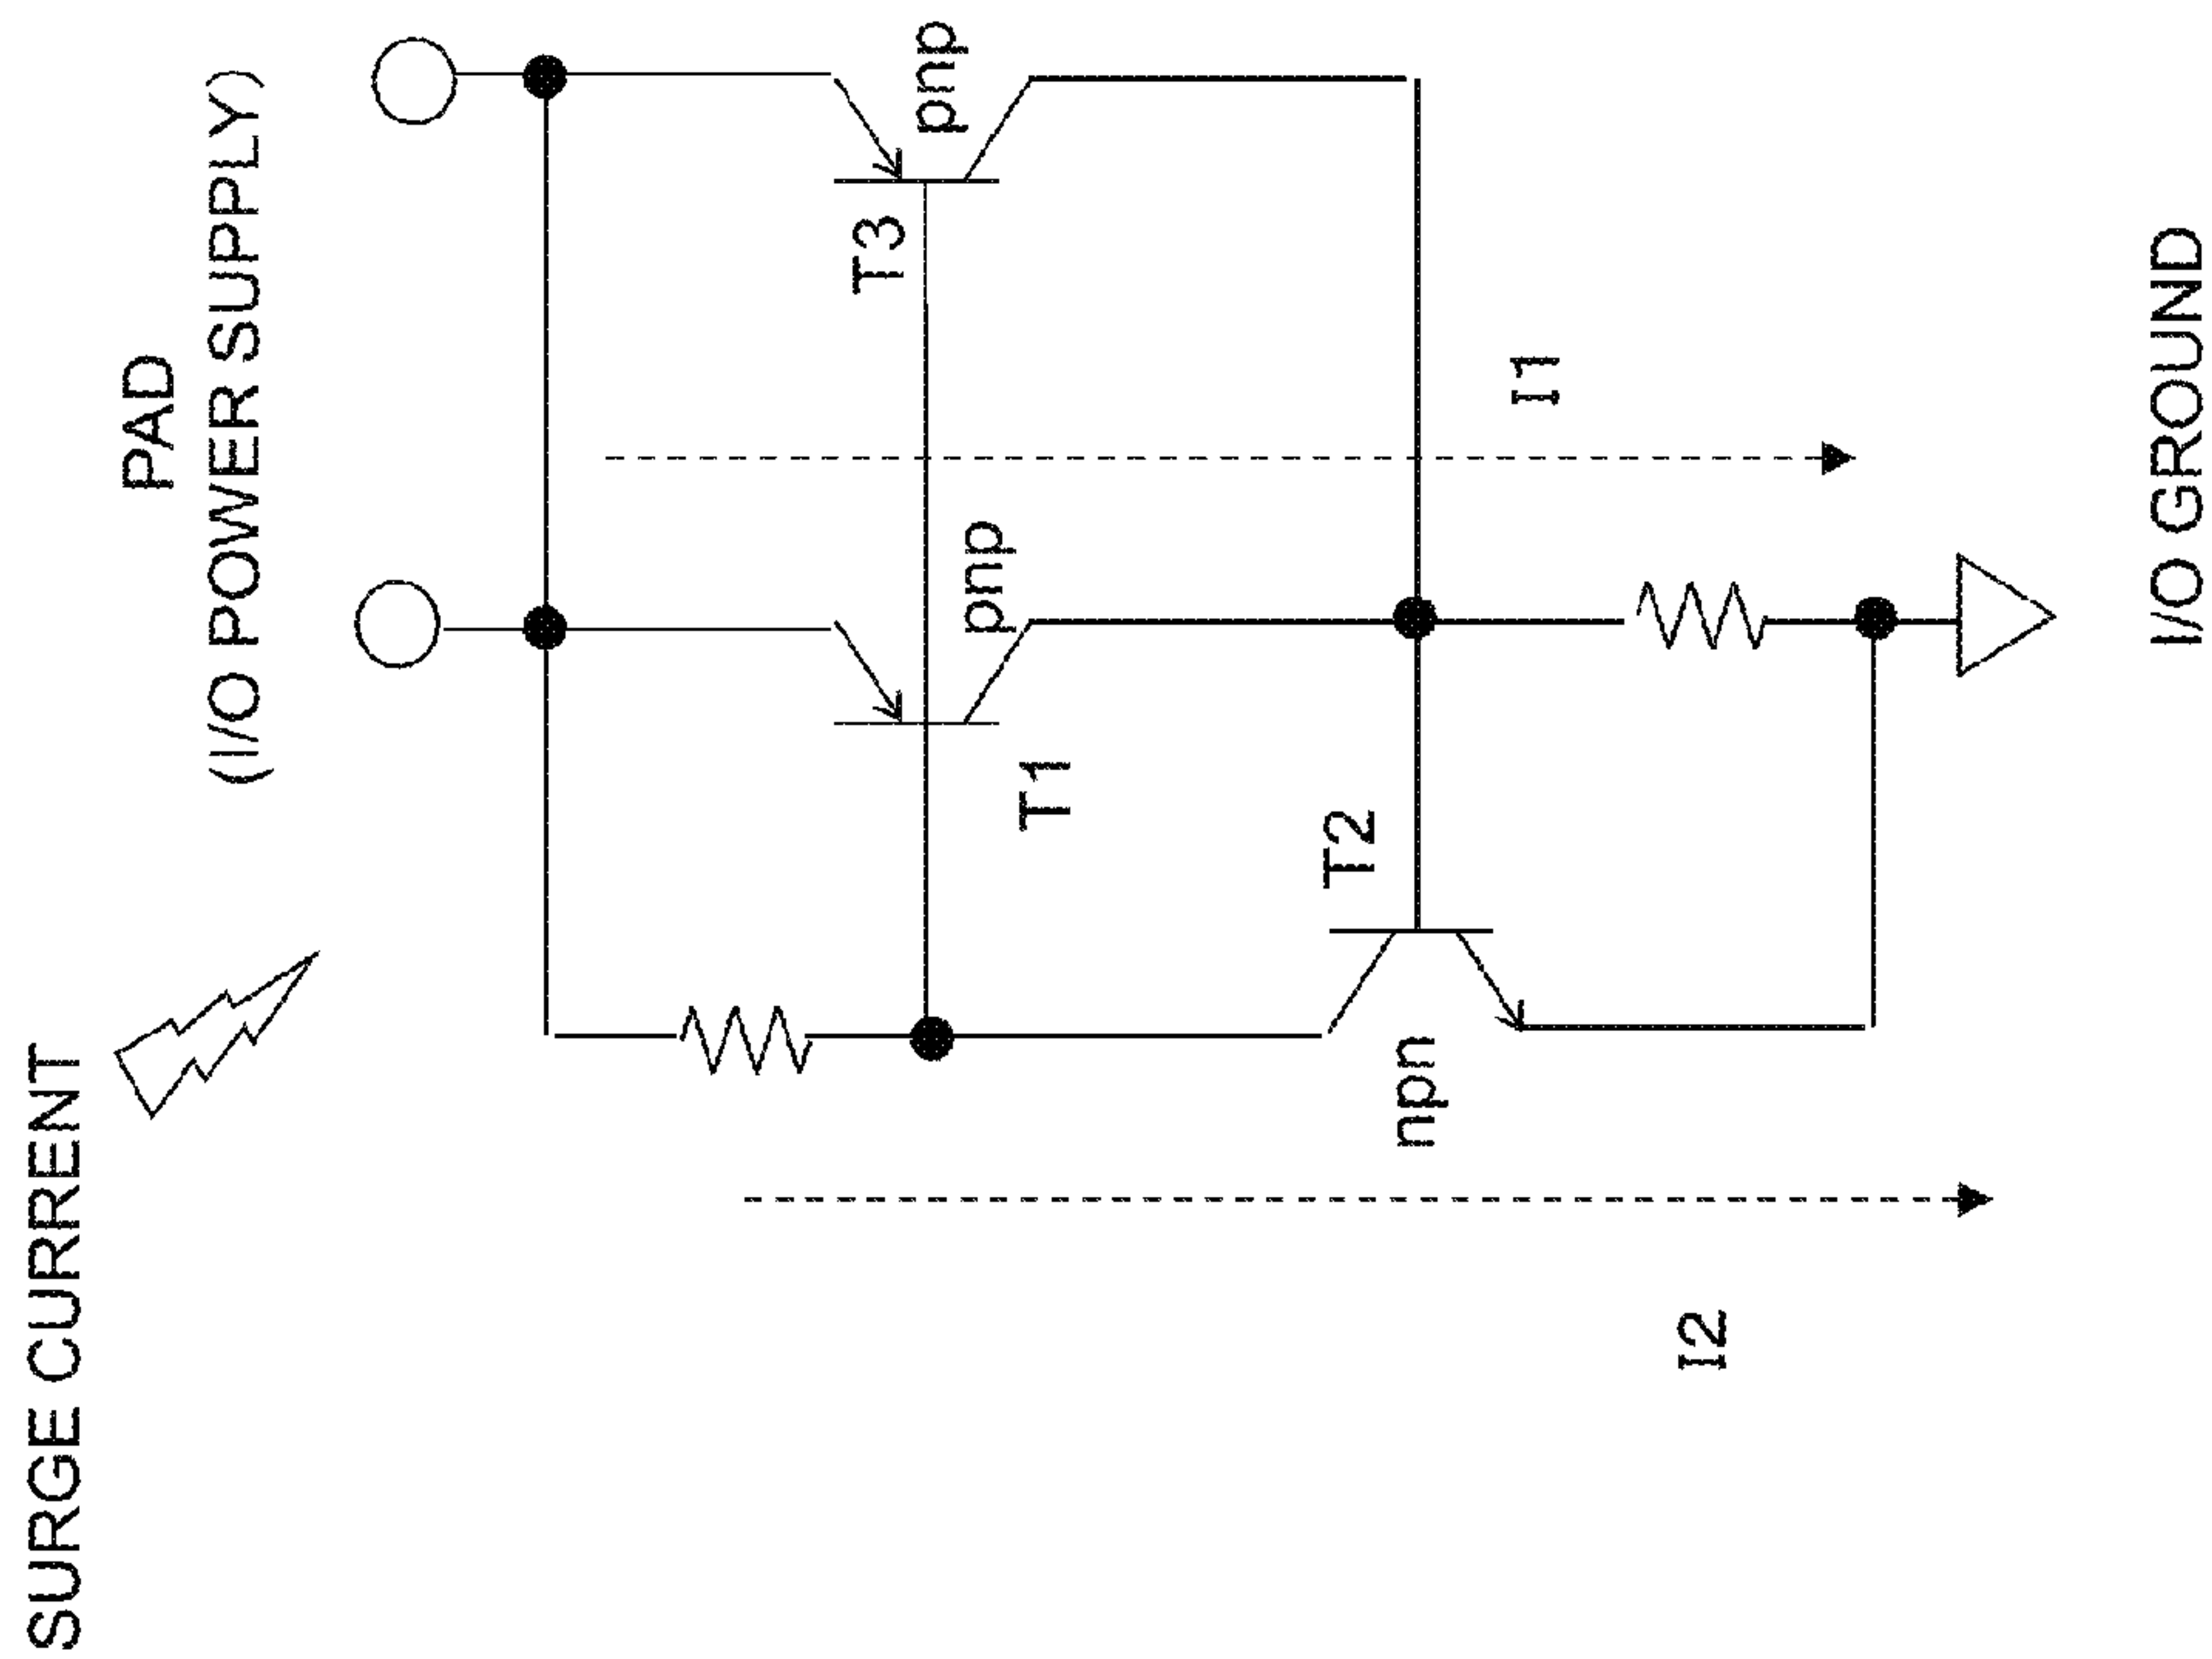 SURGE CURRENT
PAD
(I/O POWER SUPPLY)
T3
pnp
T1
pnp
T2
npn
I1
I2
I/O GROUND